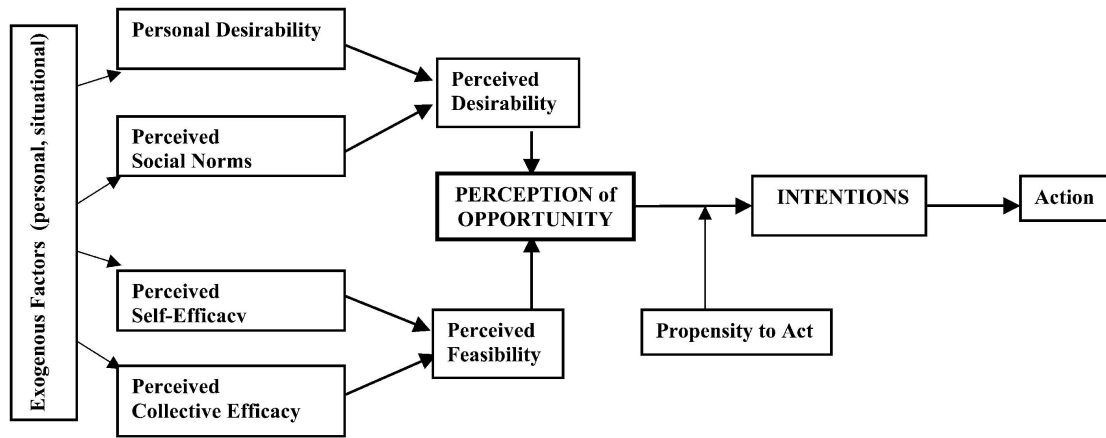 Exogenous Factors (personal, situational)
Personal Desirability
Perceived
Social Norms
Perceived
Self-Efficacy
Perceived
Collective Efficacy
Perceived
Desirability
PERCEPTION of
OPPORTUNITY
Perceived
Feasibility
INTENTIONS
Propensity to Act
Action